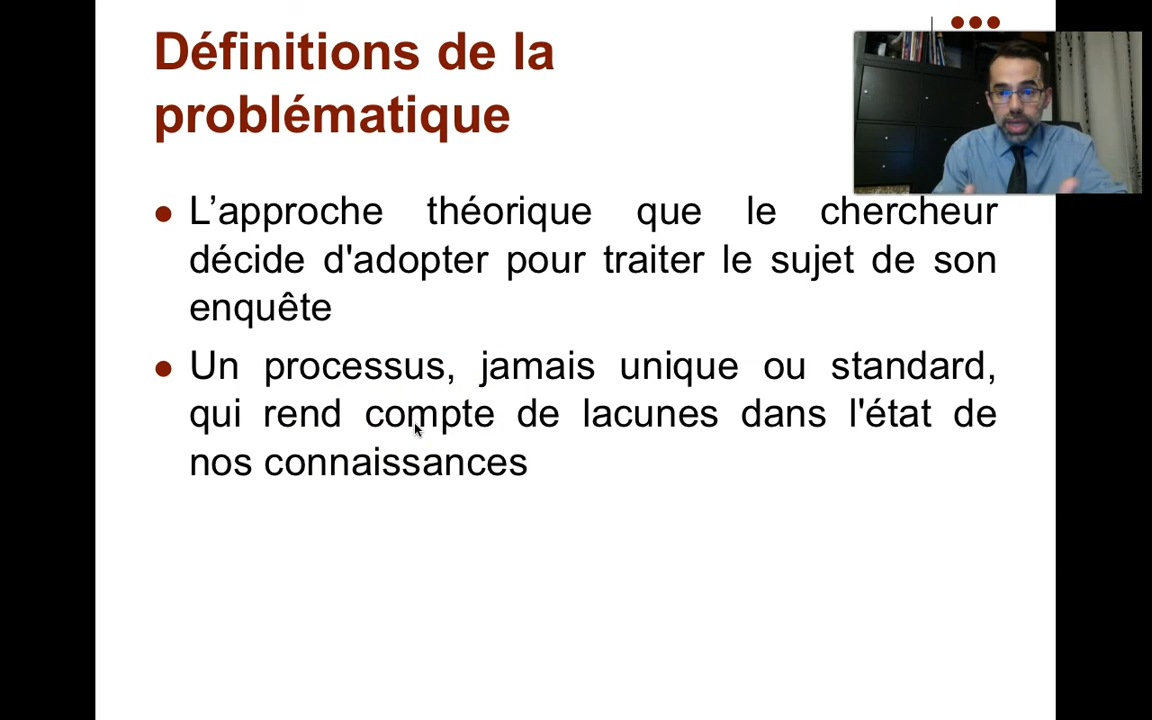 Définitions de la
problématique
L’approche théorique que le chercheur
décide d'adopter pour traiter le sujet de son
enquête
Un processus, jamais unique ou standard,
qui rend compte de lacunes dans l'état de
nos connaissances